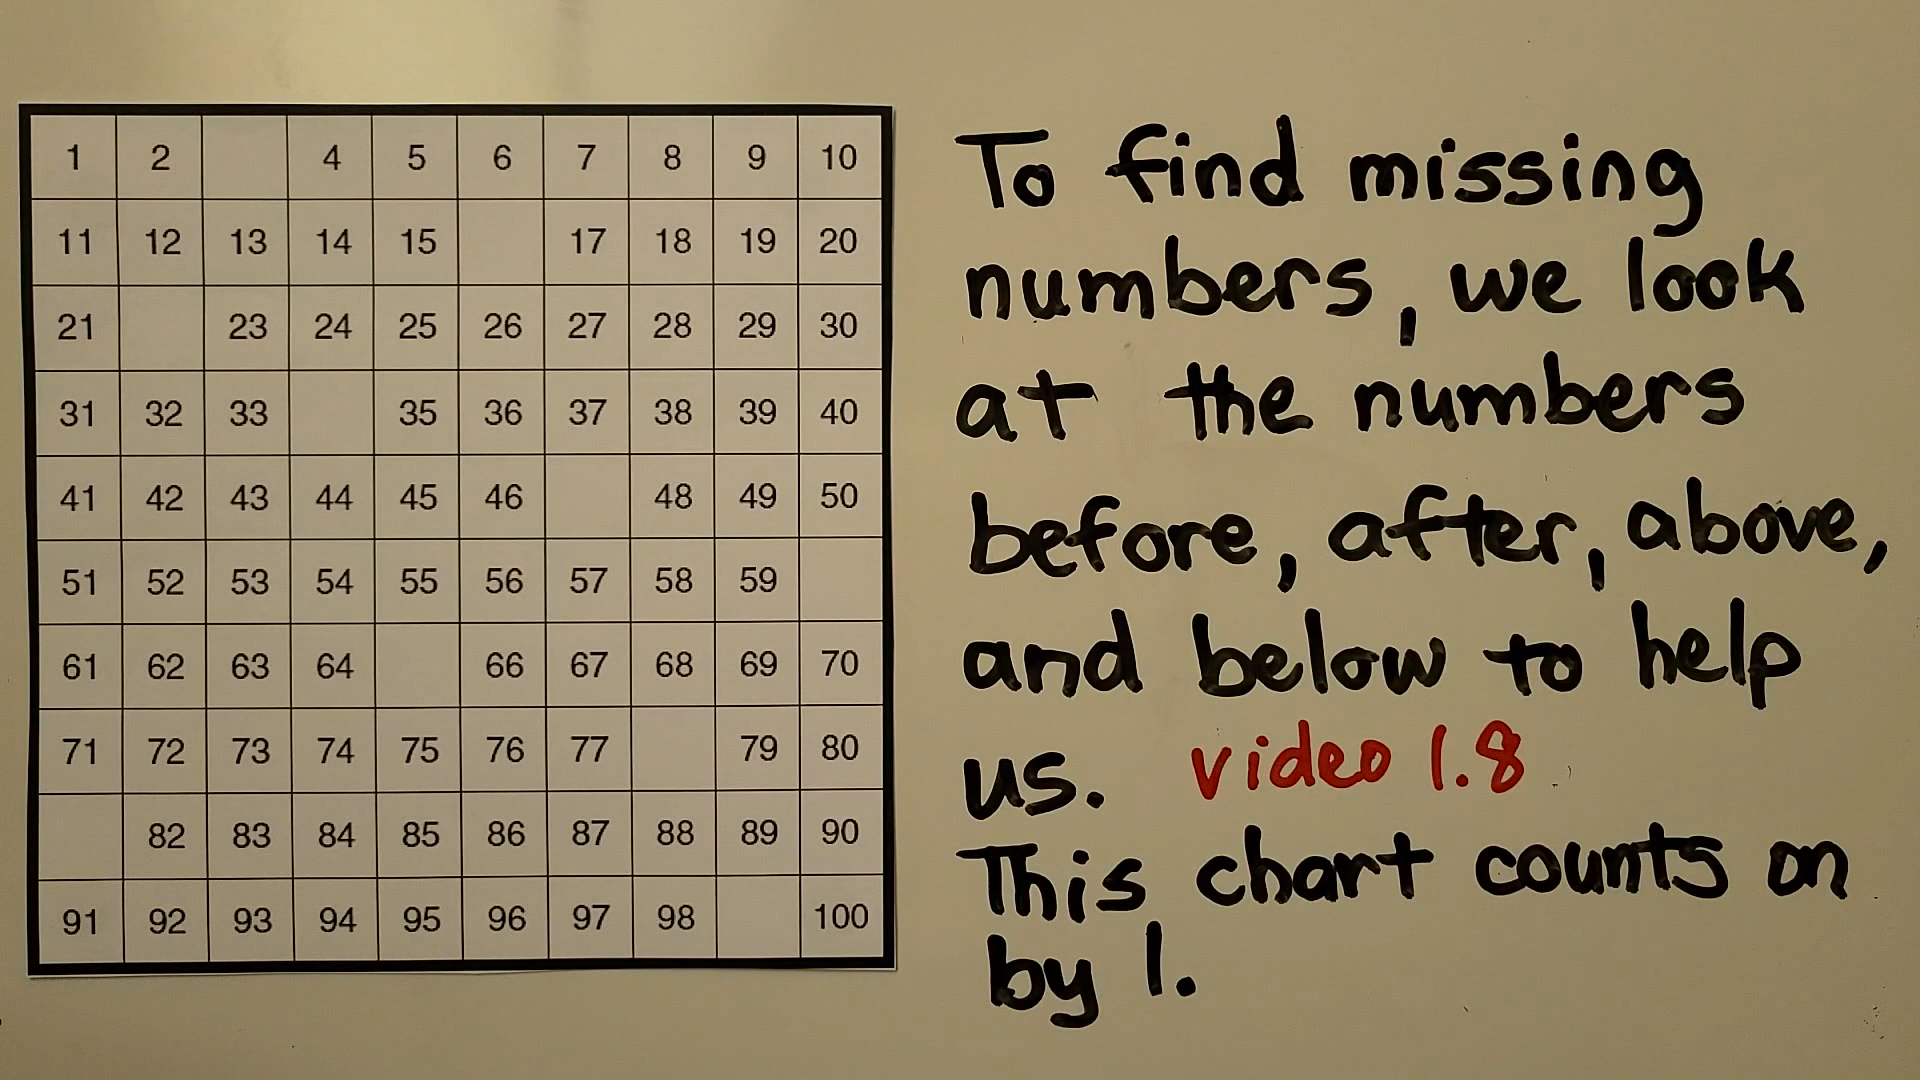 1 2 4 5 6 7 8 9 10
11 12 13 14 15 17 18 19 20
21 23 24 25 26 27 28 29 30
31 32 33 35 36 37 38 39 40
41 42 43 44 45 46 48 49 50
51 52 53 54 55 56 57 58 59
61 62 63 64 66 67 68 69 70
71 72 73 74 75 76 77 79 80
82 83 84 85 86 87 88 89 90
91 92 93 94 95 96 97 98 100
To find missing
numbers, we look
at the numbers
before, after, above,
and below to help
us. video 1.8
This chart counts on
by 1.